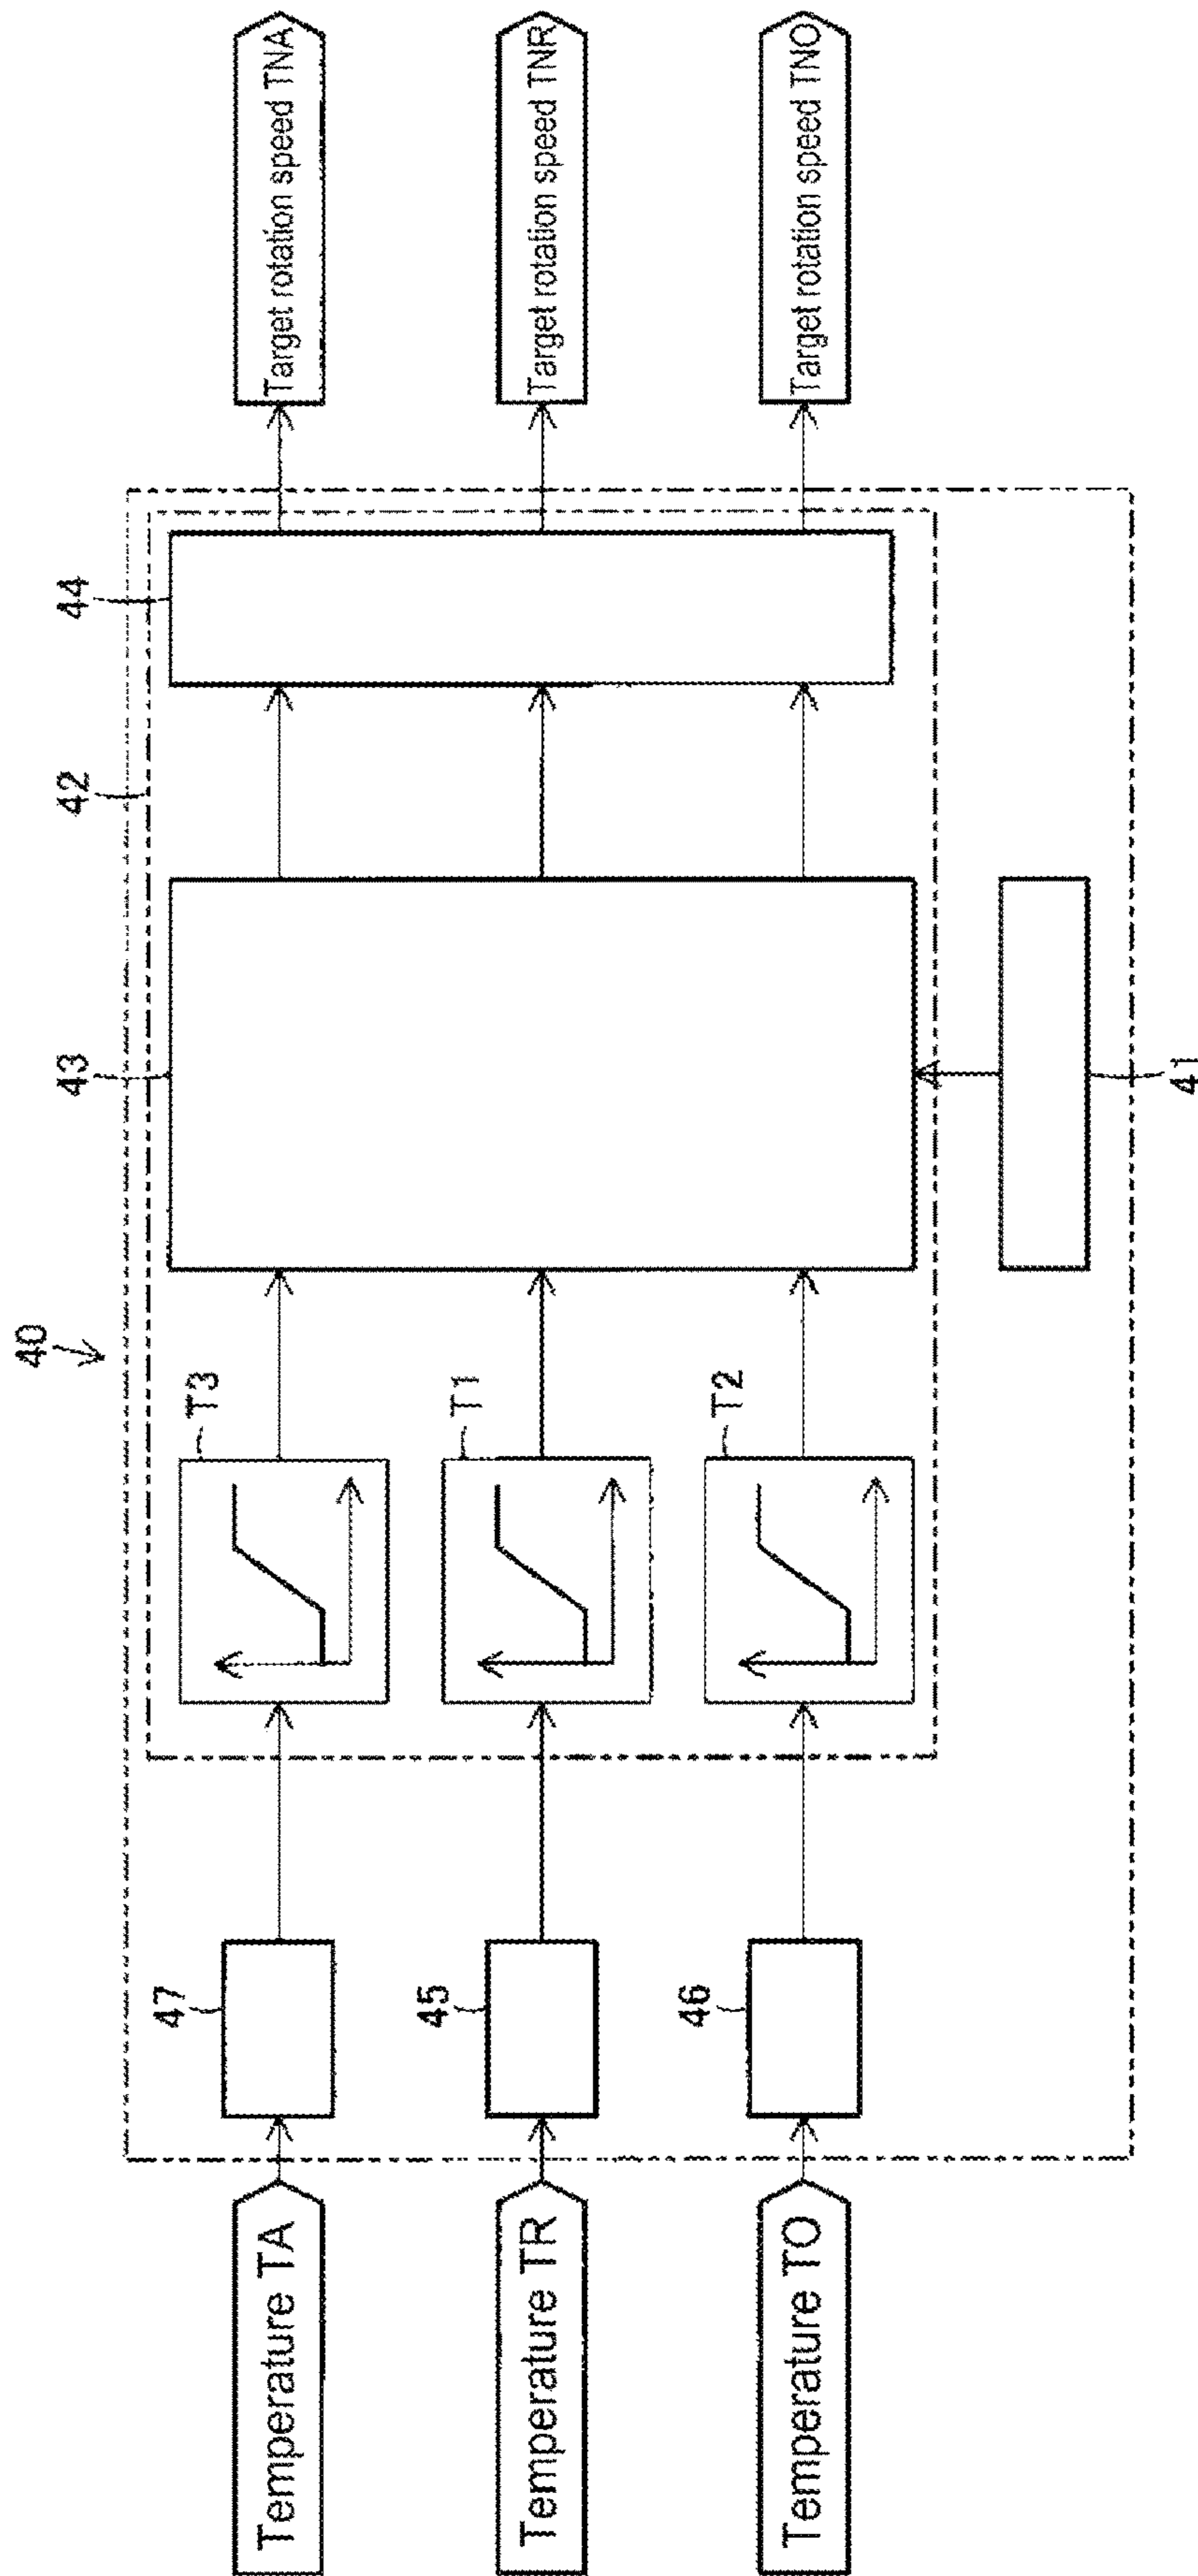 40
42
44
43
41
47
45
46
T3
T1
T2
Temperature TA
Temperature TR
Temperature TO
Target rotation speed TNA
Target rotation speed TNR
Target rotation speed TNO